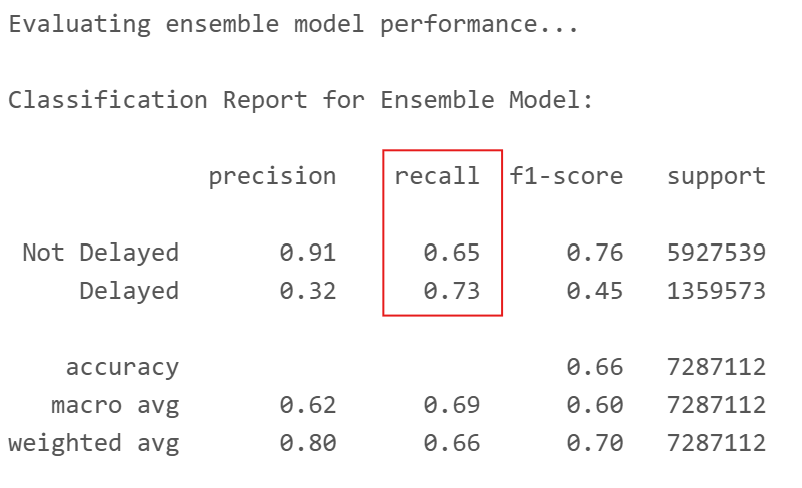 Evaluating ensemble model performance...
Classification Report for Ensemble Model:
precision recall f1-score support
Not Delayed 0.91 0.65 0.76 5927539
Delayed 0.32 0.73 0.45 1359573
accuracy 0.66 7287112
macro avg 0.62 0.69 0.60 7287112
weighted avg 0.80 0.66 0.70 7287112